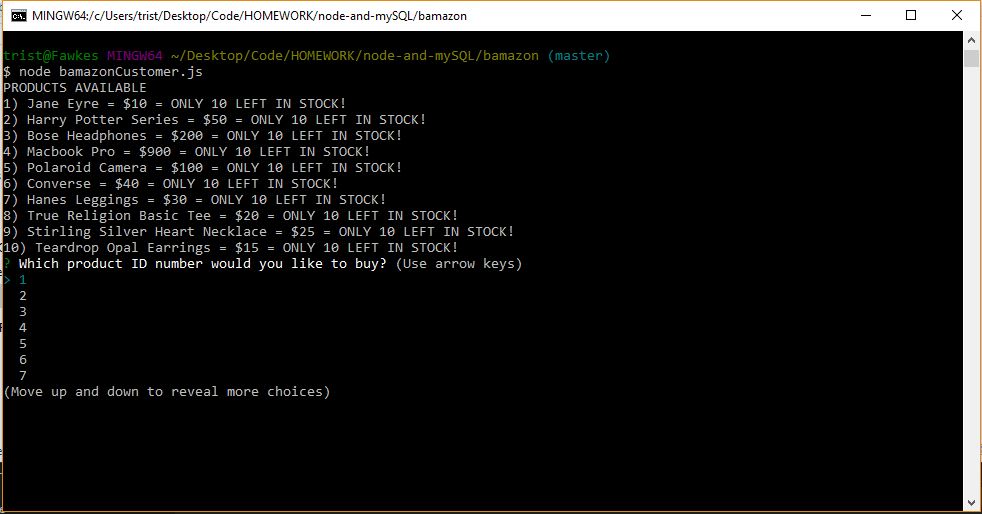 MINGW64:/c/Users/trist/Desktop/Code/HOMEWORK/node-and-mySQL/bamazon
trist@Fawkes MINGW64 ~/Desktop/Code/HOMEWORK/node-and-mySQL/bamazon (master)
$ node bamazonCustomer.js
PRODUCTS AVAILABLE
1) Jane Eyre = $10 = ONLY 10 LEFT IN STOCK!
2) Harry Potter Series = $50 = ONLY 10 LEFT IN STOCK!
3) Bose Headphones = $200 = ONLY 10 LEFT IN STOCK!
4) Macbook Pro = $900 = ONLY 10 LEFT IN STOCK!
5) Polaroid Camera = $100 = ONLY 10 LEFT IN STOCK!
6) Converse = $40 = ONLY 10 LEFT IN STOCK!
7) Hanes Leggings = $30 = ONLY 10 LEFT IN STOCK!
8) True Religion Basic Tee = $20 = ONLY 10 LEFT IN STOCK!
9) Stirling Silver Heart Necklace = $25 = ONLY 10 LEFT IN STOCK!
10) Teardrop Opal Earrings = $15 = ONLY 10 LEFT IN STOCK!
? Which product ID number would you like to buy? (Use arrow keys)
> 1
2
3
4
5
6
7
(Move up and down to reveal more choices)